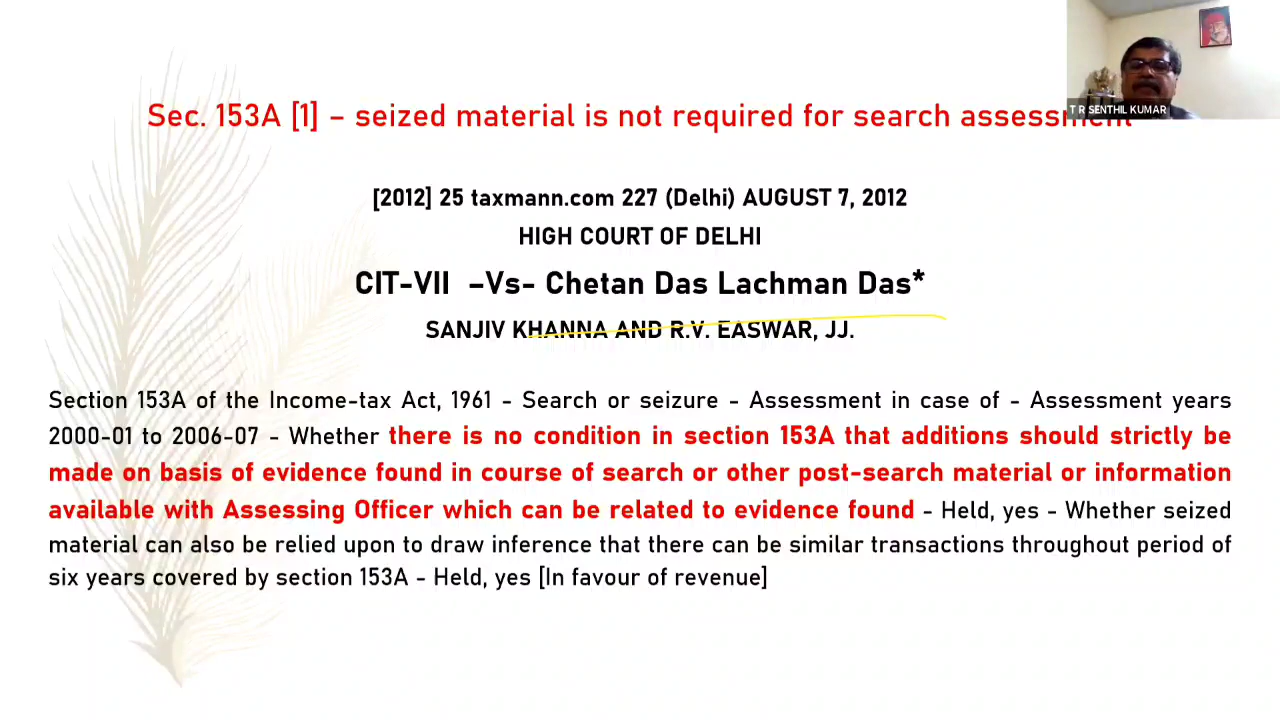 Sec. 153A [1] – seized material is not required for search assessment
T R SENTHIL KUMAR
[2012] 25 taxmann.com 227 (Delhi) AUGUST 7, 2012
HIGH COURT OF DELHI
CIT-VII –Vs- Chetan Das Lachman Das*
SANJIV KHANNA AND R.V. EASWAR, JJ.
Section 153A of the Income-tax Act, 1961 - Search or seizure - Assessment in case of - Assessment years
2000-01 to 2006-07 - Whether there is no condition in section 153A that additions should strictly be
made on basis of evidence found in course of search or other post-search material or information
available with Assessing Officer which can be related to evidence found - Held, yes - Whether seized
material can also be relied upon to draw inference that there can be similar transactions throughout period of
six years covered by section 153A - Held, yes [In favour of revenue]